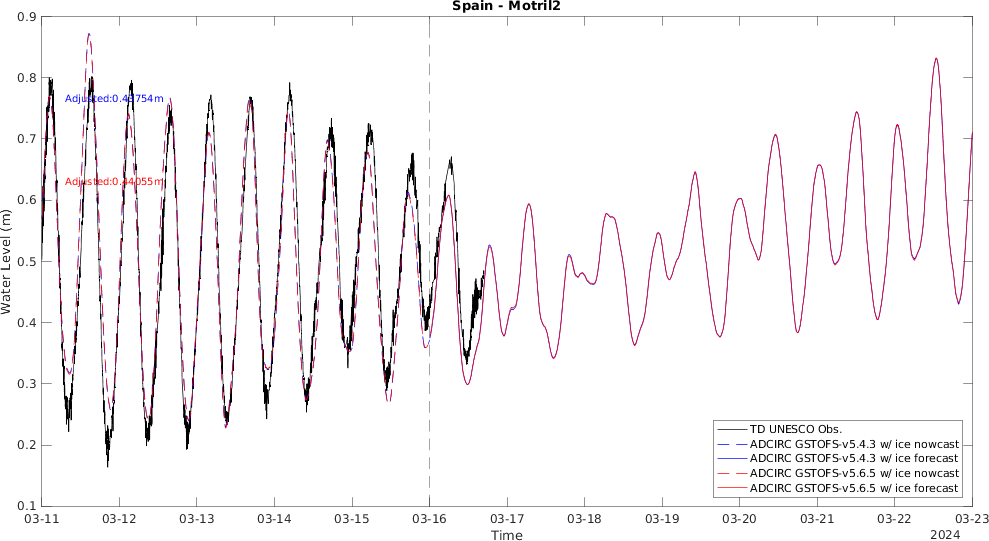 Spain - Motril2
0.9
0.8
0.7
0.6
0.5
0.4
0.3
0.2
0.1
Water Level (m)
Adjusted:0.43754m
Adjusted:0.44055m
TD UNESCO Obs.
ADCIRC GSTOFS-v5.4.3 w/ ice nowcast
ADCIRC GSTOFS-v5.4.3 w/ ice forecast
ADCIRC GSTOFS-v5.6.5 w/ ice nowcast
ADCIRC GSTOFS-v5.6.5 w/ ice forecast
03-11 03-12 03-13 03-14 03-15 03-16 03-17 03-18 03-19 03-20 03-21 03-22 03-23
Time
2024